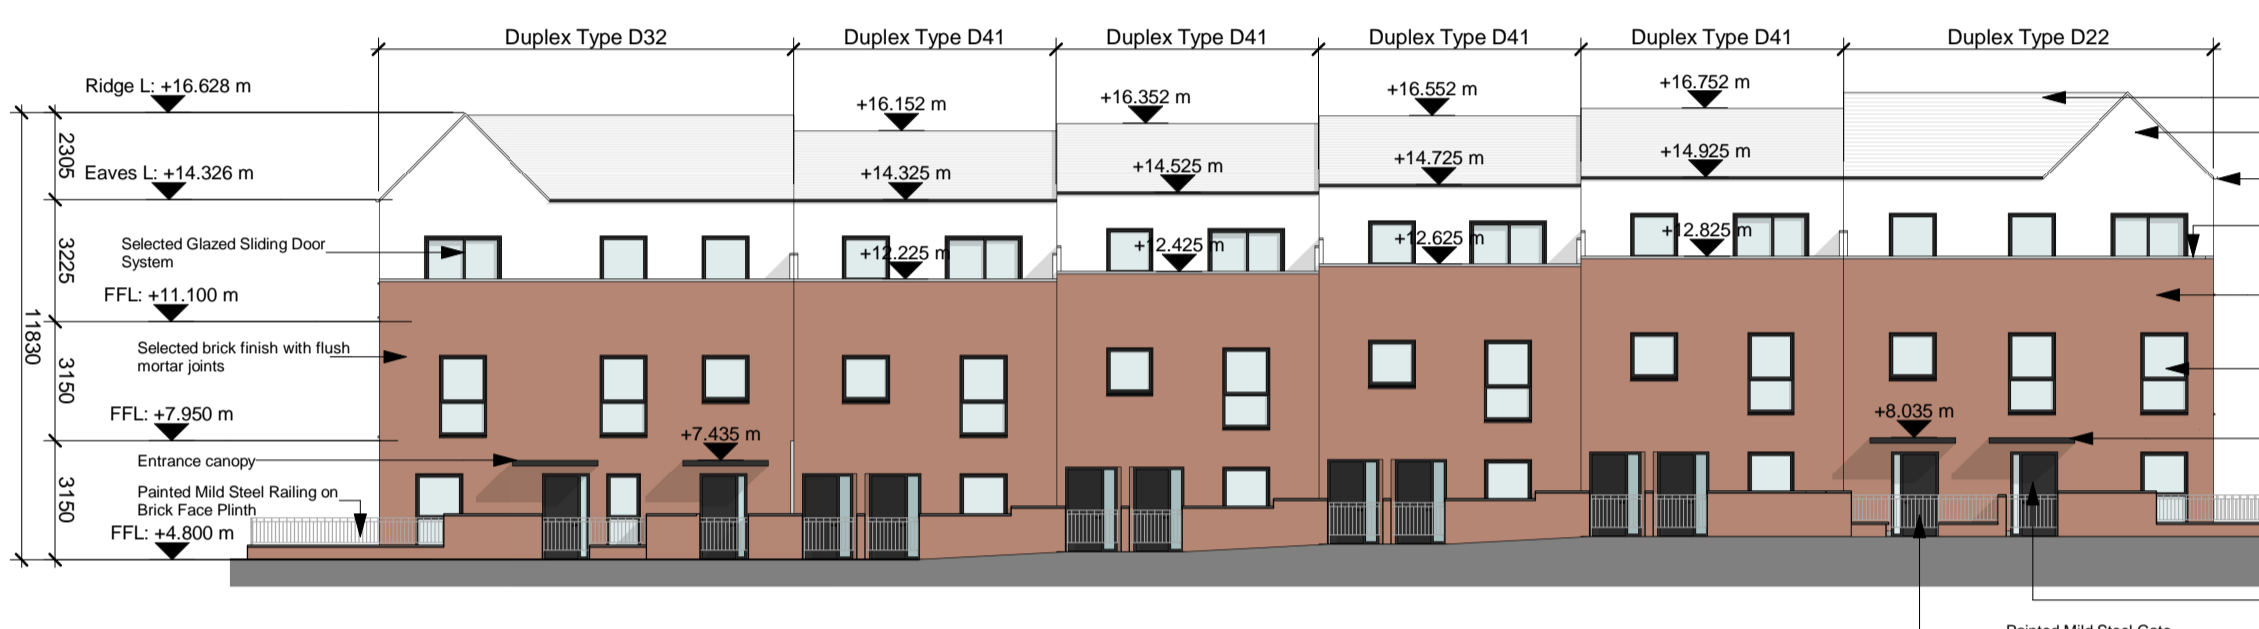 Duplex Type D32
Duplex Type D41
Duplex Type D41
Duplex Type D41
Duplex Type D41
Duplex Type D22
Ridge L: +16.628 m
+16.152 m
+16.352 m
+16.552 m
+16.752 m
2305
Eaves L: +14.326 m
+14.325 m
+14.525 m
+14.725 m
+14.925 m
3225
Selected Glazed Sliding Door
System
+12.225 m
+12.425 m
+12.625 m
+12.825 m
FFL: +11.100 m
11830
3150
Selected brick finish with flush
mortar joints
FFL: +7.950 m
+7.435 m
+8.035 m
Entrance canopy
3150
Painted Mild Steel Railing on
Brick Face Plinth
FFL: +4.800 m
Painted Mild Steel Gate